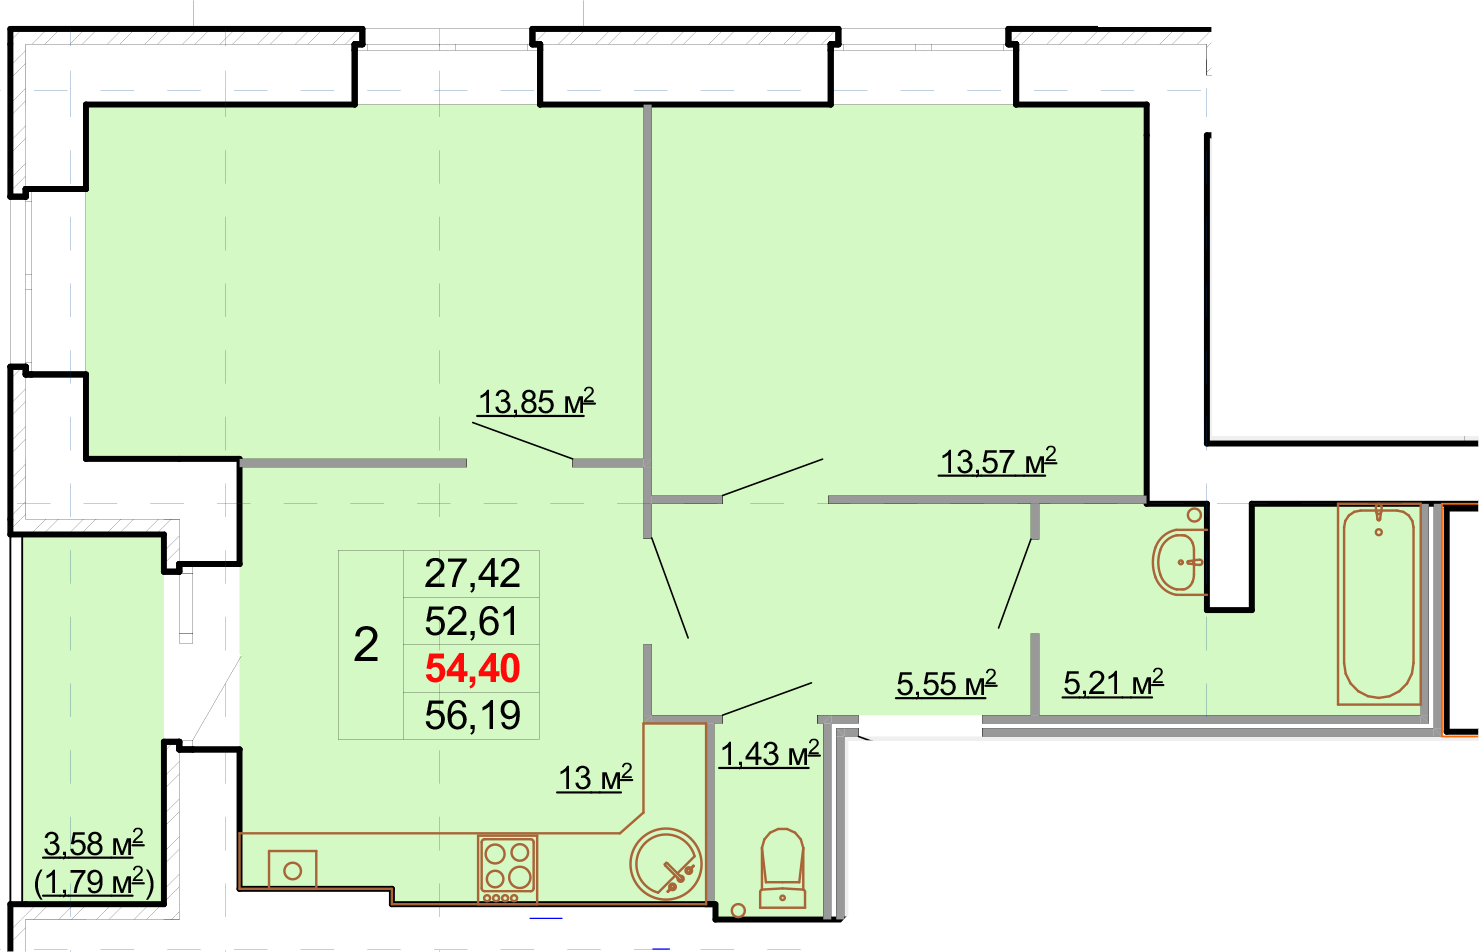 13,85 м²
13,57 м²
2
27,42
52,61
54,40
56,19
5,55 м²
5,21 м²
1,43 м²
13 м²
3,58 м²
(1,79 м²)